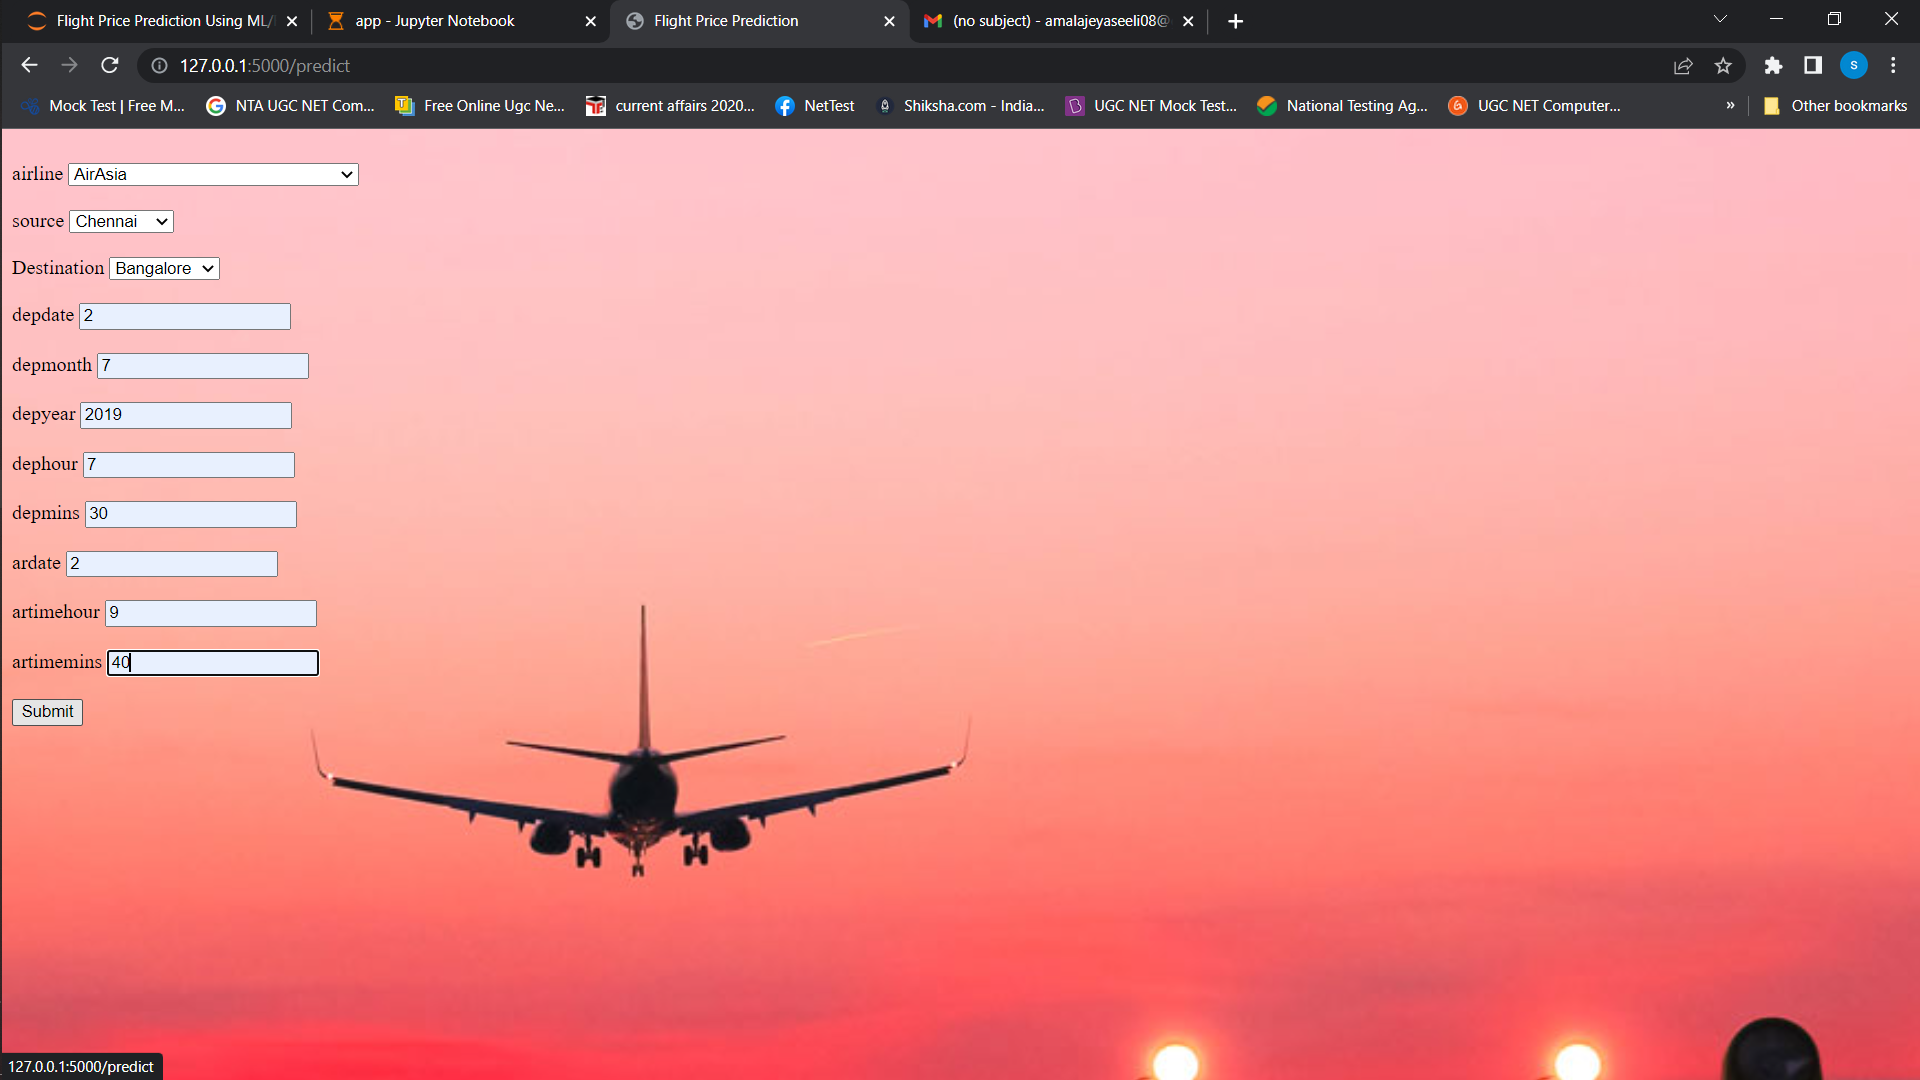 Flight Price Prediction Using ML/ app - Jupyter Notebook Flight Price Prediction (no subject) - amalajeyaseeli08@
127.0.0.1:5000/predict S
Mock Test | Free M... NTA UGC NET Com... Free Online Ugc Ne... current affairs 2020... NetTest Shiksha.com - India... UGC NET Mock Test... National Testing Ag... UGC NET Computer... » Other bookmarks
airline AirAsia
source Chennai
Destination Bangalore
depdate 2
depmonth 7
depyear 2019
dephour 7
depmins 30
ardate 2
artimehour 9
artimemins 40
Submit
127.0.0.1:5000/predict